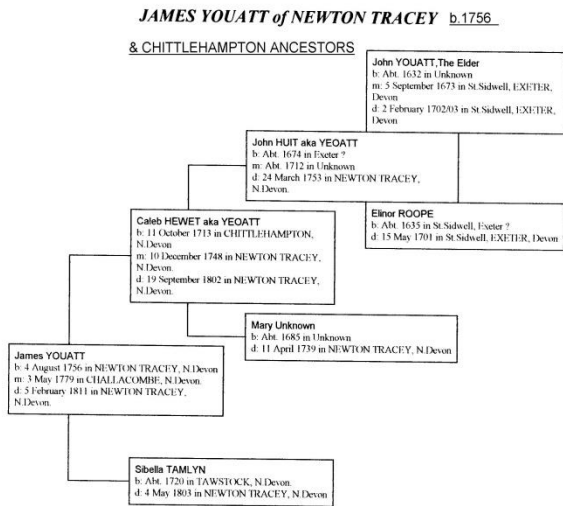 JAMES YOUATT of NEWTON TRACEY b.1756
& CHITTLEHAMPTON ANCESTORS
John YOUATT,The Elder
b: Abt. 1632 in Unknown
m: 5 September 1673 in St.Sidwell, EXETER,
Devon
d: 2 February 1702/03 in St.Sidwell, EXETER,
Devon
John HUIT aka YEOATT
b: Abt. 1674 in Exeter ?
m: Abt. 1712 in Unknown
d: 24 March 1753 in NEWTON TRACEY,
N.Devon.
Elinor ROOPE
b: Abt. 1635 in St.Sidwell, Exeter ?
d: 15 May 1701 in St.Sidwell, EXETER, Devon
Caleb HEWET aka YEOATT
b: 11 October 1713 in CHITTLEHAMPTON,
N.Devon
m: 10 December 1748 in NEWTON TRACEY,
N.Devon.
d: 19 September 1802 in NEWTON TRACEY,
N.Devon.
Mary Unknown
b: Abt. 1685 in Unknown
d: 11 April 1739 in NEWTON TRACEY, N.Devon
James YOUATT
b: 4 August 1756 in NEWTON TRACEY, N.Devon
m: 3 May 1779 in CHALLACOMBE, N.Devon.
d: 5 February 1811 in NEWTON TRACEY,
N.Devon.
Sibella TAMLYN
b: Abt. 1720 in TAWSTOCK, N.Devon.
d: 4 May 1803 in NEWTON TRACEY, N.Devon